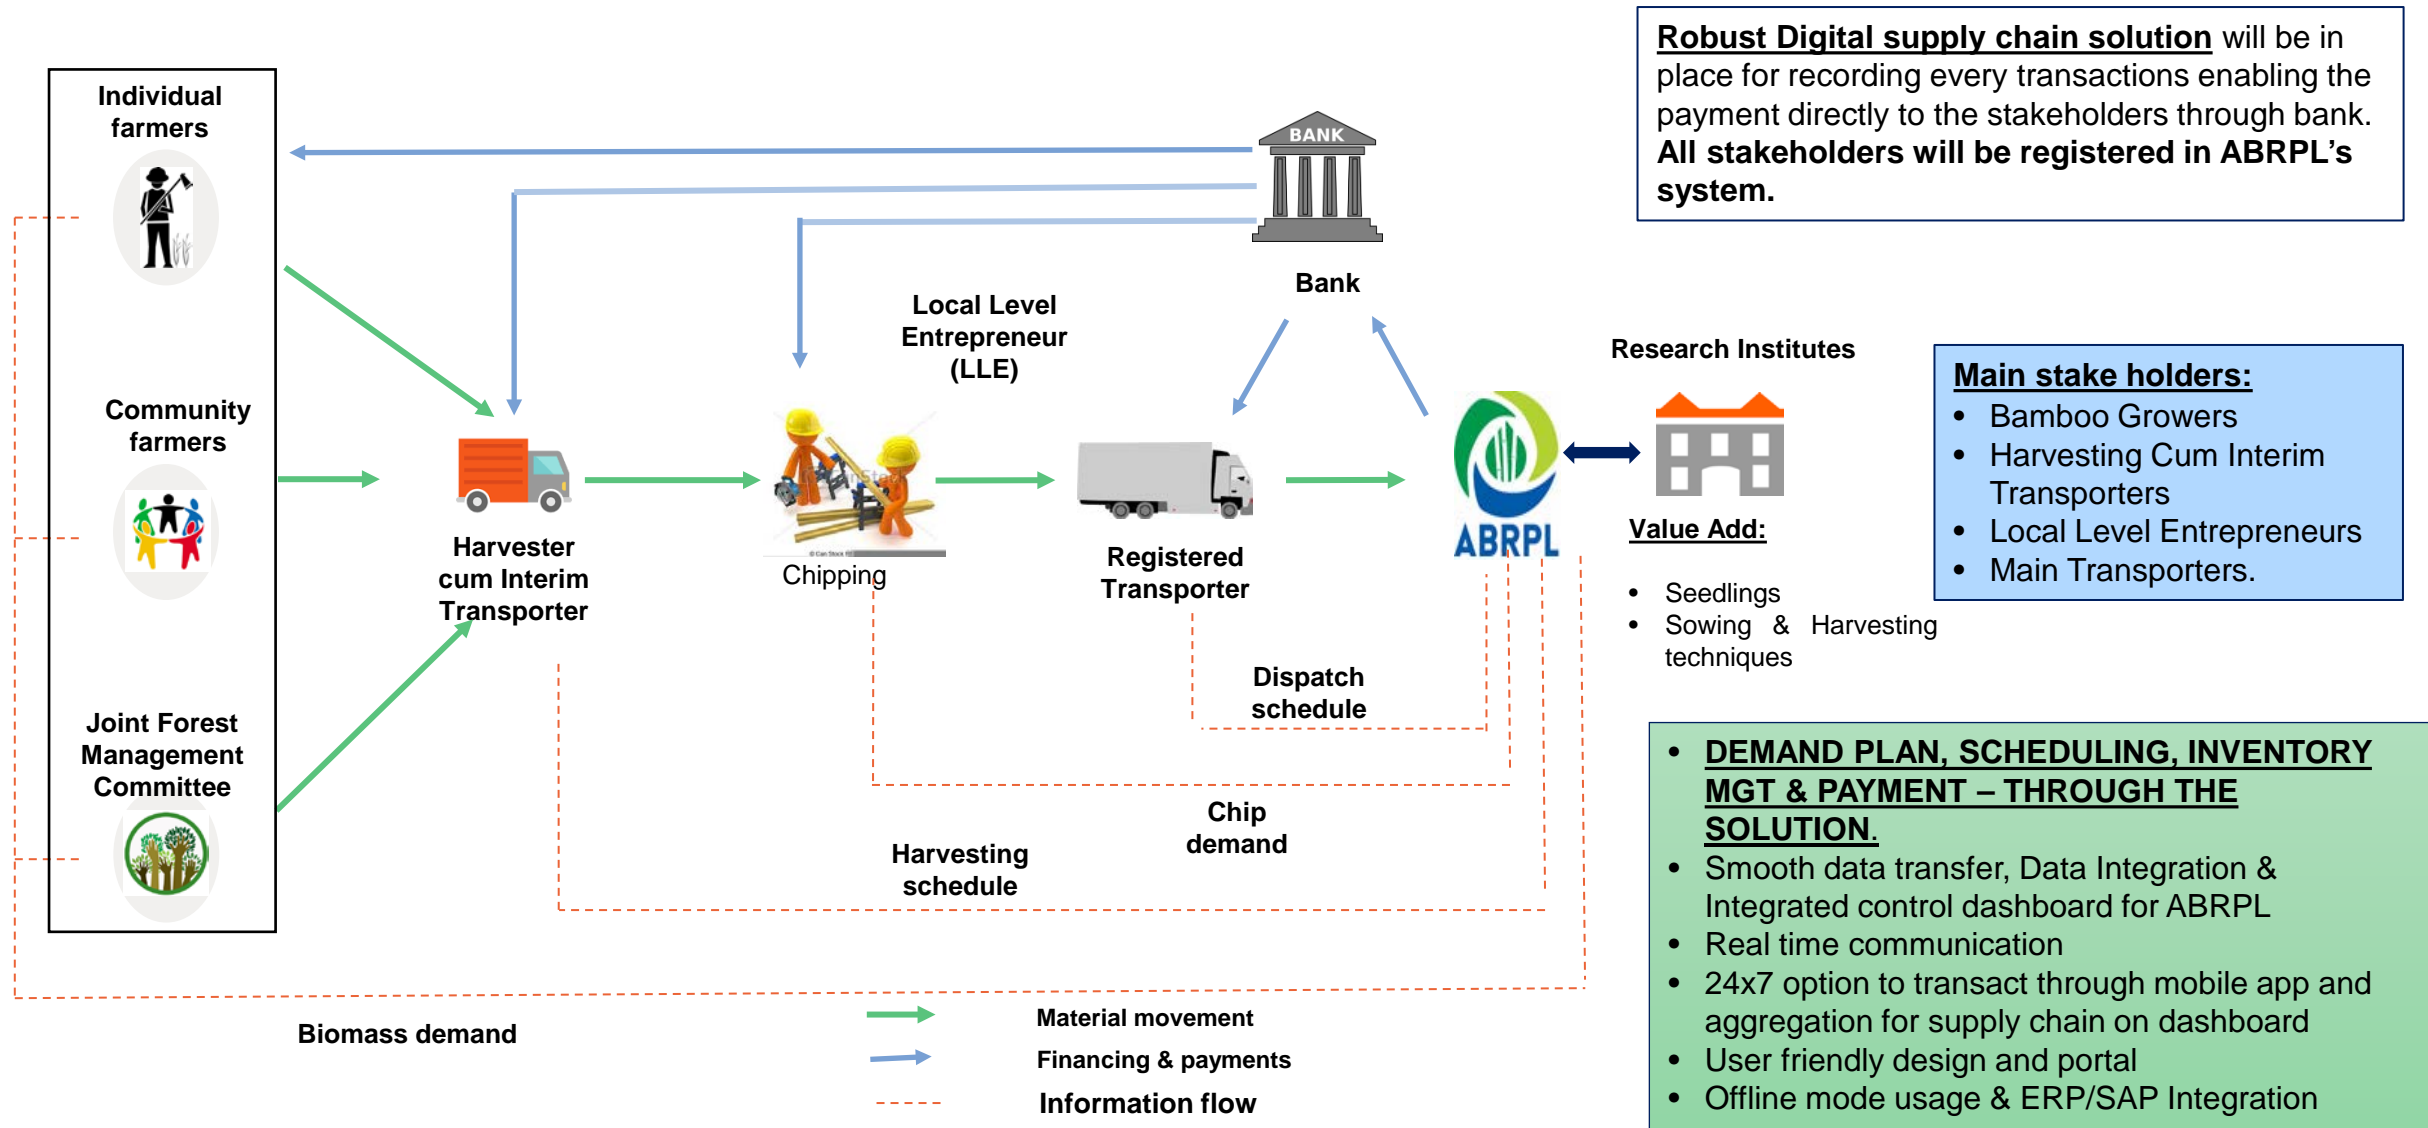 Robust Digital supply chain solution will be in
place for recording every transactions enabling the
payment directly to the stakeholders through bank.
All stakeholders will be registered in ABRPL's
system.
Individual
farmers
BANK
Bank
Local Level
Entrepreneur
(LLE)
Research Institutes
Main stake holders:
• Bamboo Growers
• Harvesting Cum Interim
Transporters
• Local Level Entrepreneurs
• Main Transporters.
Community
farmers
Harvester
cum Interim
Transporter
© Can Stock
Chipping
Registered
Transporter
ABRPL
Value Add:
• Seedlings
• Sowing & Harvesting
techniques
Joint Forest
Management
Committee
Dispatch
schedule
Chip
demand
Harvesting
schedule
Biomass demand
Material movement
Financing & payments
Information flow
• DEMAND PLAN, SCHEDULING, INVENTORY
MGT & PAYMENT – THROUGH THE
SOLUTION.
• Smooth data transfer, Data Integration &
Integrated control dashboard for ABRPL
• Real time communication
• 24x7 option to transact through mobile app and
aggregation for supply chain on dashboard
• User friendly design and portal
• Offline mode usage & ERP/SAP Integration